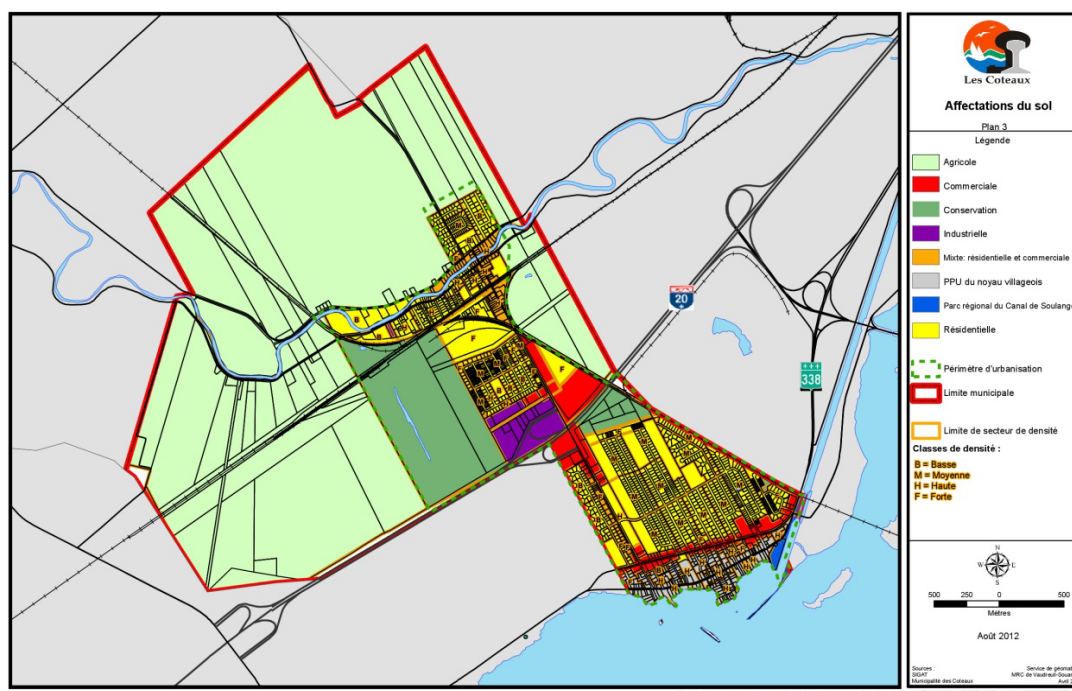 Les Coteaux
Affectations du sol
Plan 3
Légende
Agricole
Commerciale
Conservation
Industrielle
Mixte: résidentielle et commerciale
PPU du noyau villageois
Parc régional du Canal de Soulang
Résidentielle
Périmètre d'urbanisation
Limite municipale
Limite de secteur de densité
Classes de densité :
B = Basse
M = Moyenne
H = Haute
F = Forte
20
338
N
W E
S
500 250 0 500
Mètres
Août 2012
Sources :
SIGAT
Municipalité des Coteaux
Service de géomat
MRC de Vaudreuil-Soula